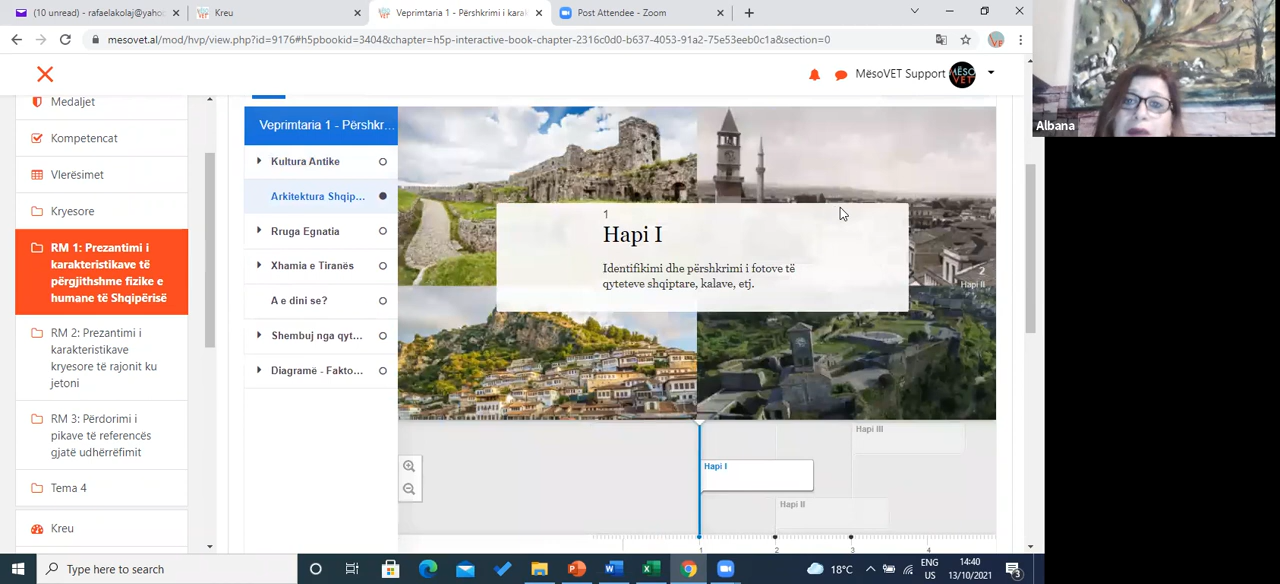 (10 unread) - rafaelakolaj@yaho
Kreu
Veprimtaria 1 - Përshkrimi i kara
Post Attendee - Zoom
mesovet.al/mod/hvp/view.php?id=9176#h5pbookid=3404&chapter=h5p-interactive-book-chapter-2316c0d0-b637-4053-91a2-75e53eeb0c1a&section=0
MësoVET Support
MËSO
VET
Albana
Medaljet
Kompetencat
Vlerësimet
Kryesore
RM 1: Prezantimi i
karakteristikave të
përgjithshme fizike e
humane të Shqipërisë
RM 2: Prezantimi i
karakteristikave
kryesore të rajonit ku
jetoni
RM 3: Përdorimi i
pikave të referencës
gjatë udhërrëfimit
Tema 4
Kreu
Veprimtaria 1 - Përshkr...
Kultura Antike
Arkitektura Shqip...
Rruga Egnatia
Xhamia e Tiranës
A e dini se?
Shembuj nga qyt...
Diagramë - Fakto...
1
Hapi I
Identifikimi dhe përshkrimi i fotove të
qyteteve shqiptare, kalave, etj.
2
Hapi II
Hapi III
Hapi I
Hapi II
1
2
3
4
Type here to search
18°C
ENG
US
14:40
13/10/2021
3